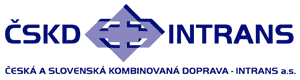 ČSKD INTRANS
ČESKÁ A SLOVENSKÁ KOMBINOVANÁ DOPRAVA - INTRANS a.s.